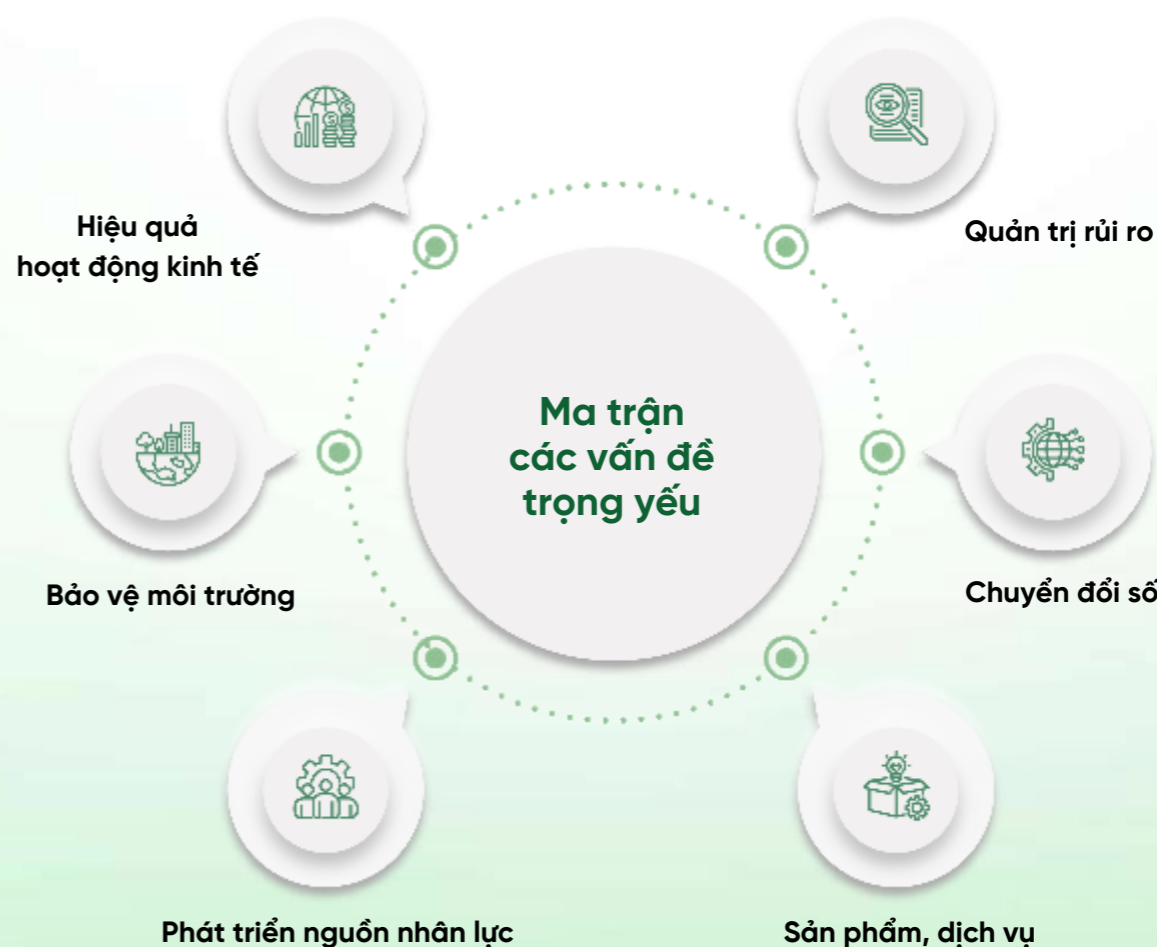 Hiệu quả
hoạt động kinh tế
Quản trị rủi ro
Ma trận
các vấn đề
trọng yếu
Bảo vệ môi trường
Chuyển đổi số
Phát triển nguồn nhân lực
Sản phẩm, dịch vụ